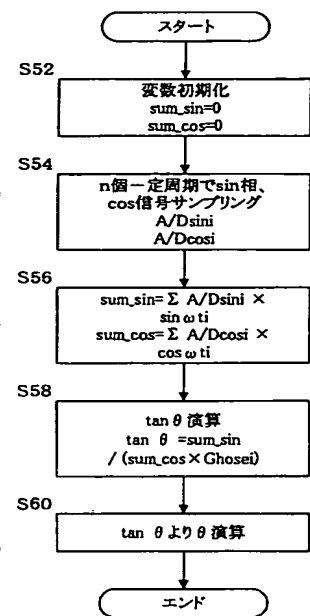 スタート
S52
変数初期化
sum_sin=0
sum_cos=0
S54
n個一定周期でsin相、
cos信号サンプリング
A/Dsini
A/Dcosi
S56
sum_sin=Σ A/Dsini ×
sin ω ti
sum_cos=Σ A/Dcosi ×
cos ω ti
S58
tan θ 演算
tan θ =sum_sin
/ (sum_cos×Ghosei)
S60
tan θ より θ 演算
エンド